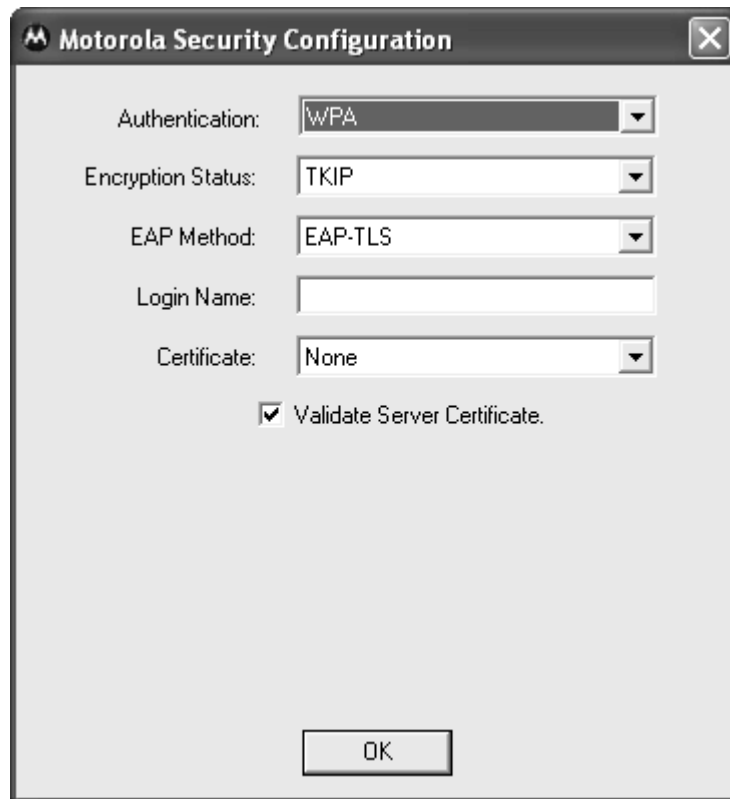 Motorola Security Configuration
Authentication: WPA
Encryption Status: TKIP
EAP Method: EAP-TLS
Login Name:
Certificate: None
Validate Server Certificate.
OK